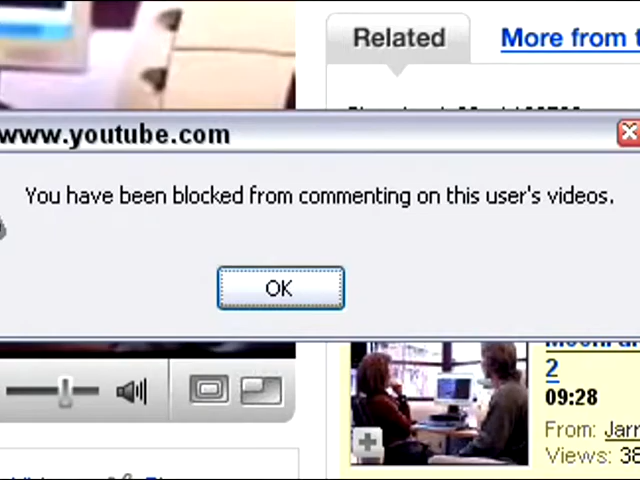 Related
More from
www.youtube.com
You have been blocked from commenting on this user's videos.
OK
2
09:28
From:
Views: 38